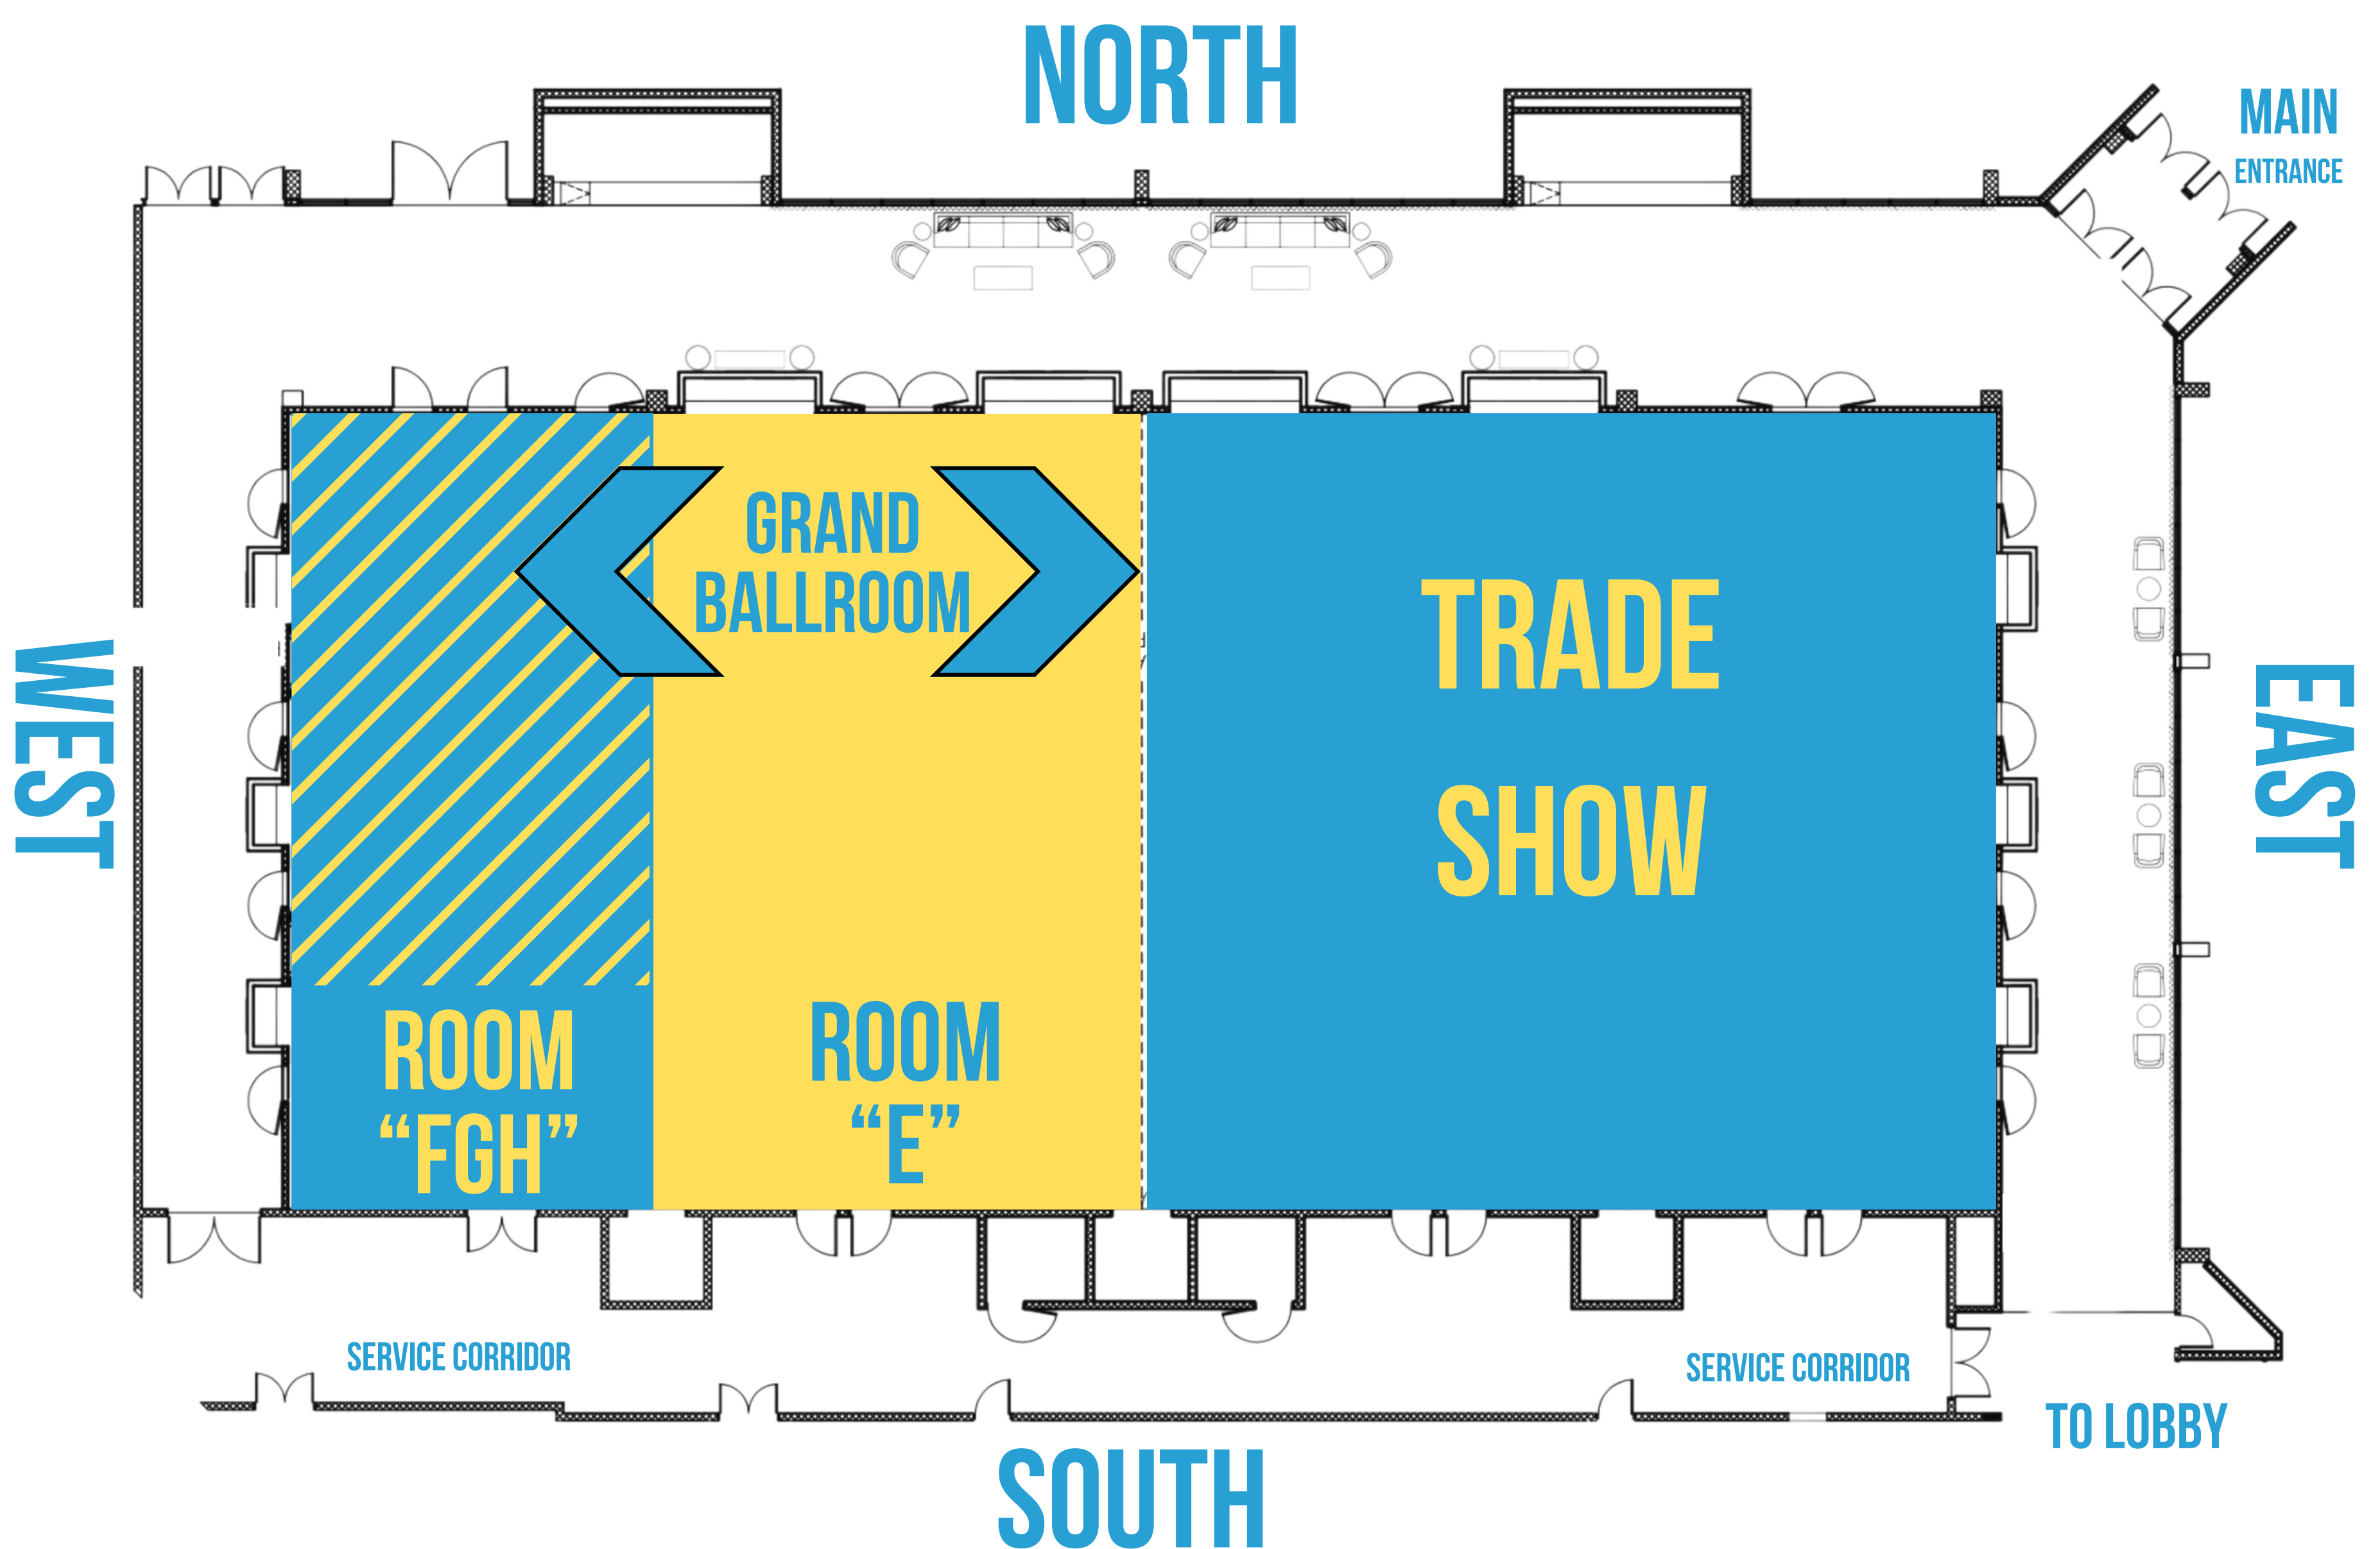 NORTH
MAIN
ENTRANCE
GRAND
BALLROOM
TRADE
SHOW
WEST
EAST
ROOM
“FGH”
ROOM
“E”
SERVICE CORRIDOR
SERVICE CORRIDOR
TO LOBBY
SOUTH